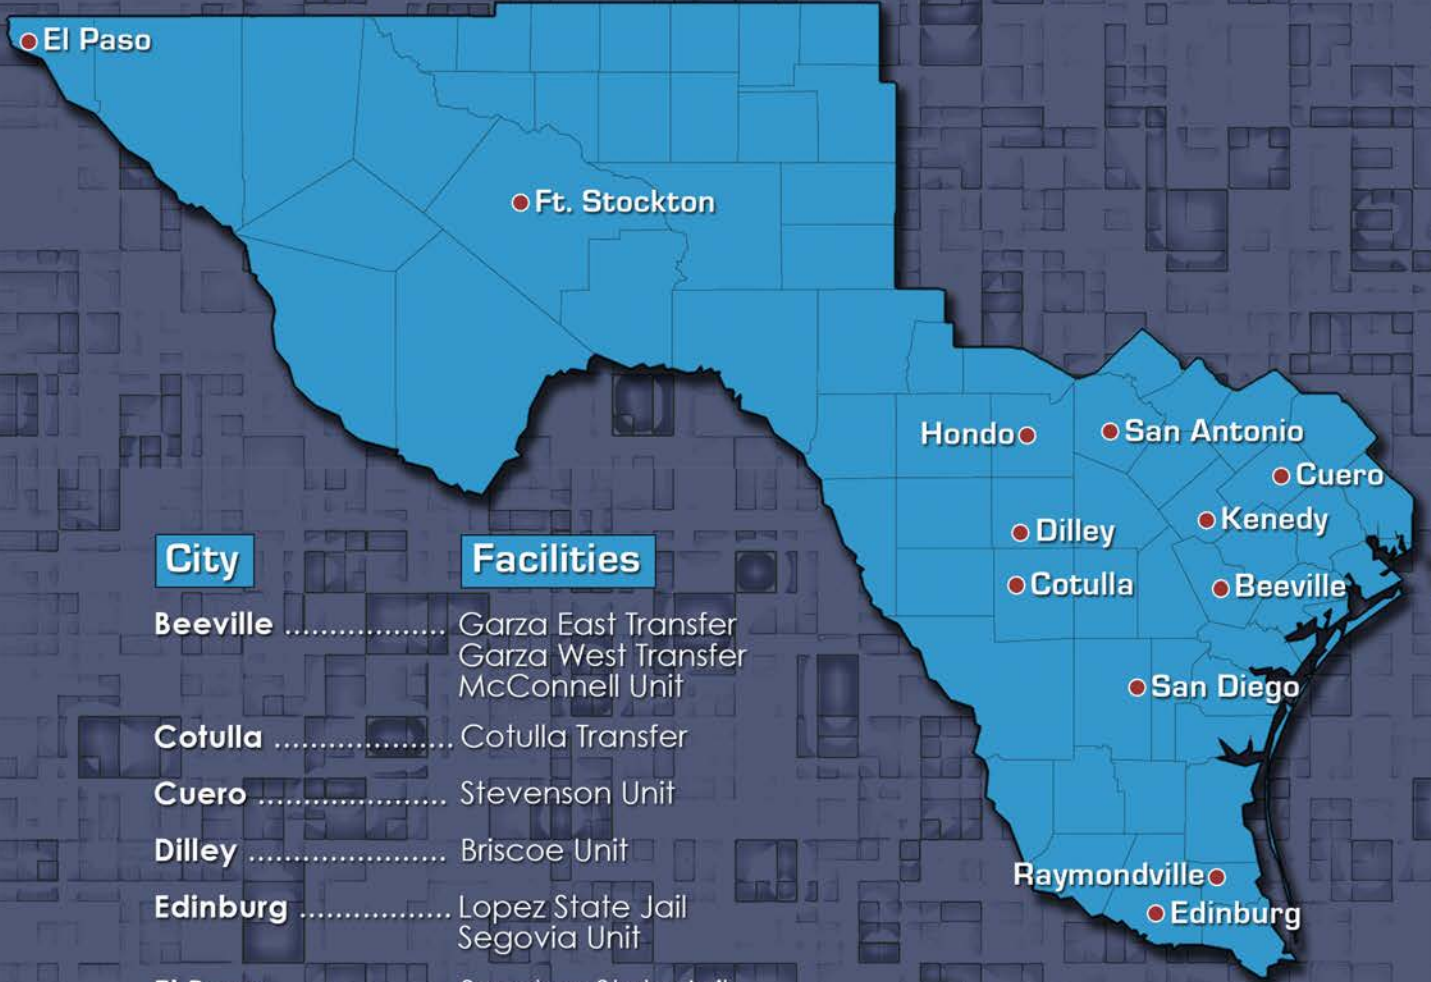 El Paso
Ft. Stockton
Hondo
San Antonio
Cuero
Kenedy
Dilley
Cotulla
Beeville
San Diego
Raymondville
Edinburg
City Facilities
Beeville .................. Garza East Transfer
Garza West Transfer
McConnell Unit
Cotulla .................... Cotulla Transfer
Cuero ..................... Stevenson Unit
Dilley ...................... Briscoe Unit
Edinburg ................. Lopez State Jail
Segovia Unit